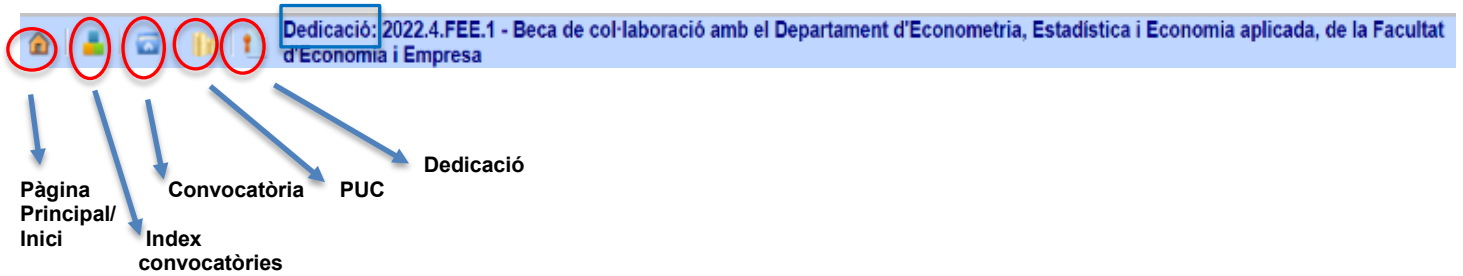 Dedicació: 2022.4.FEE.1 - Beca de col·laboració amb el Departament d'Econometria, Estadística i Economia aplicada, de la Facultat
d'Economia i Empresa
Dedicació
Pàgina
Principal/
Inici
Convocatòria
PUC
Index
convocatòries